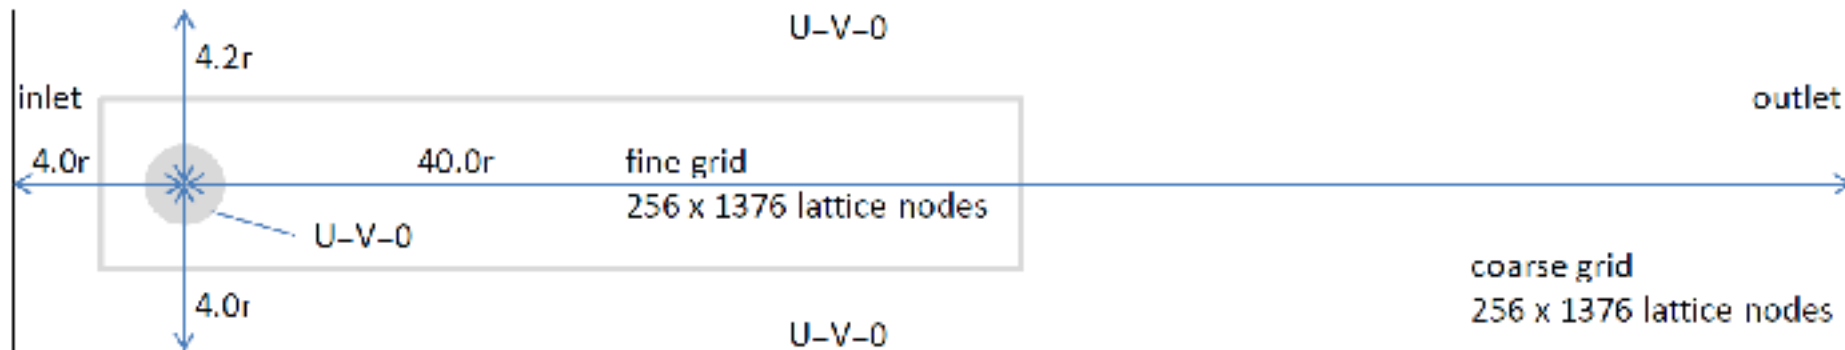 U=V=0
4.2r
inlet
outlet
4.0r
40.0r
fine grid
256 x 1376 lattice nodes
U=V=0
coarse grid
4.0r
256 x 1376 lattice nodes
U=V=0